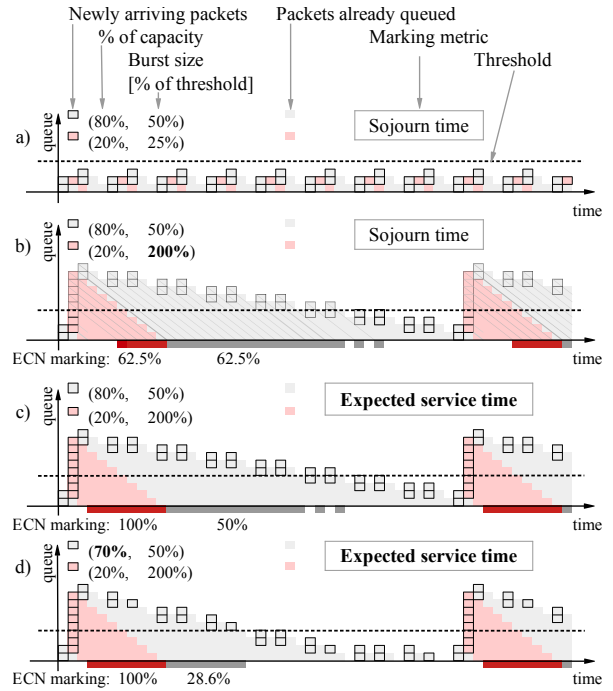 Newly arriving packets
Packets already queued
% of capacity
Marking metric
Burst size
[% of threshold]
Threshold
a)
queue
(80%, 50%)
(20%, 25%)
Sojourn time
time
b)
queue
(80%, 50%)
(20%, 200%)
Sojourn time
ECN marking: 62.5% 62.5%
time
c)
queue
(80%, 50%)
(20%, 200%)
Expected service time
ECN marking: 100% 50%
time
d)
queue
(70%, 50%)
(20%, 200%)
Expected service time
ECN marking: 100% 28.6%
time